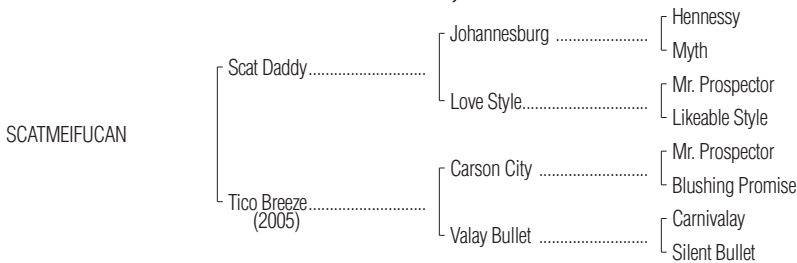 Hennessy
Johannesburg ......................
Myth
Scat Daddy............................
Mr. Prospector
Love Style..............................
Likeable Style
SCATMEIFUCAN
Mr. Prospector
Carson City ..........................
Blushing Promise
Tico Breeze............................
(2005)
Carnivalay
Valay Bullet ..........................
Silent Bullet